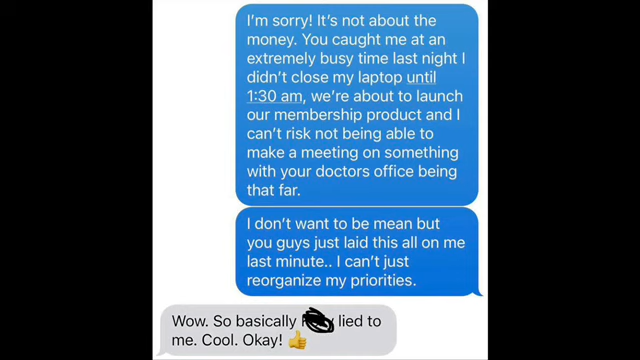 I'm sorry! It's not about the
money. You caught me at an
extremely busy time last night I
didn't close my laptop until
1:30 am, we're about to launch
our membership product and I
can't risk not being able to
make a meeting on something
with your doctors office being
that far.
I don't want to be mean but
you guys just laid this all on me
last minute.. I can't just
reorganize my priorities.
Wow. So basically lied to
me. Cool. Okay! 👍